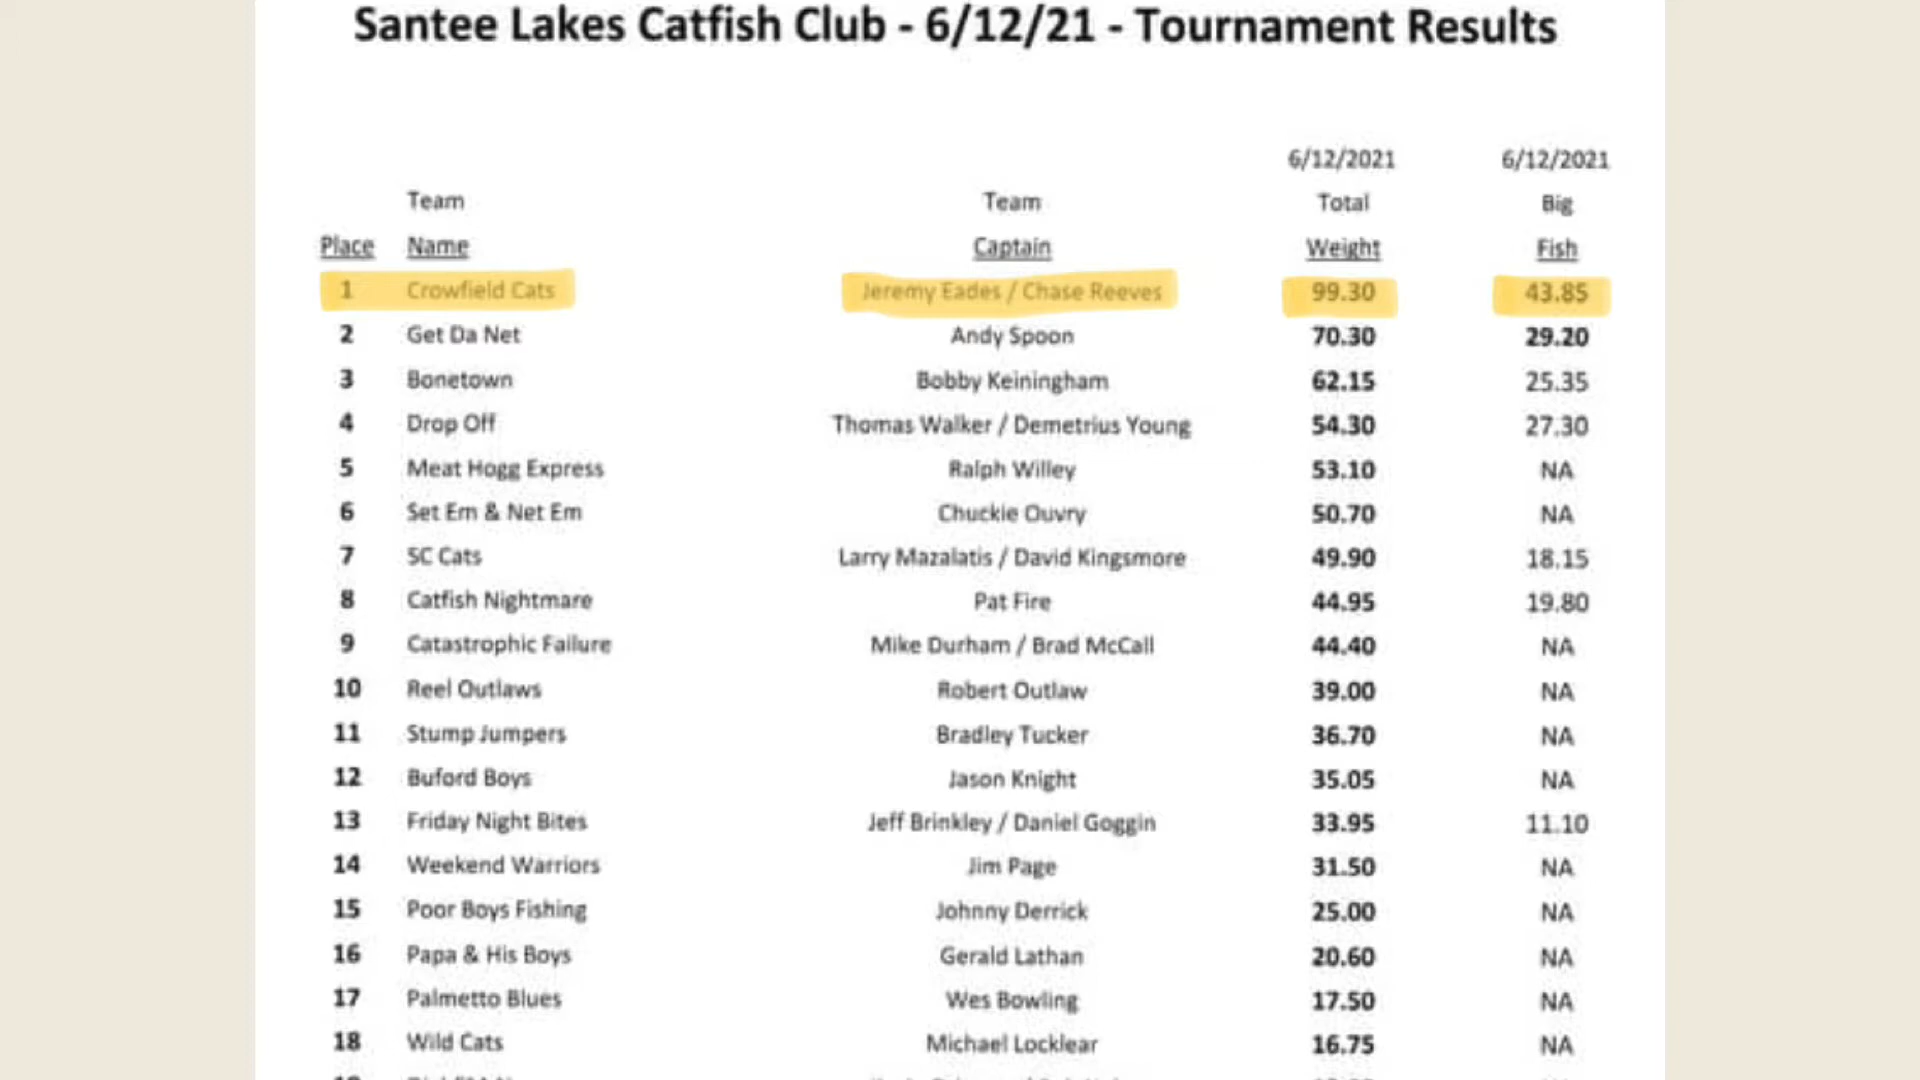 Santee Lakes Catfish Club - 6/12/21 - Tournament Results
6/12/2021 6/12/2021
Team Team Total Big
Place Name Captain Weight Fish
1 Crowfield Cats Jeremy Eades / Chase Reeves 99.30 43.85
2 Get Da Net Andy Spoon 70.30 29.20
3 Bonetown Bobby Keiningham 62.15 25.35
4 Drop Off Thomas Walker / Demetrius Young 54.30 27.30
5 Meat Hogg Express Ralph Willey 53.10 NA
6 Set Em & Net Em Chuckie Ouvry 50.70 NA
7 SC Cats Larry Mazalatis / David Kingsmore 49.90 18.15
8 Catfish Nightmare Pat Fire 44.95 19.80
9 Catastrophic Failure Mike Durham / Brad McCall 44.40 NA
10 Reel Outlaws Robert Outlaw 39.00 NA
11 Stump Jumpers Bradley Tucker 36.70 NA
12 Buford Boys Jason Knight 35.05 NA
13 Friday Night Bites Jeff Brinkley / Daniel Goggin 33.95 11.10
14 Weekend Warriors Jim Page 31.50 NA
15 Poor Boys Fishing Johnny Derrick 25.00 NA
16 Papa & His Boys Gerald Lathan 20.60 NA
17 Palmetto Blues Wes Bowling 17.50 NA
18 Wild Cats Michael Locklear 16.75 NA